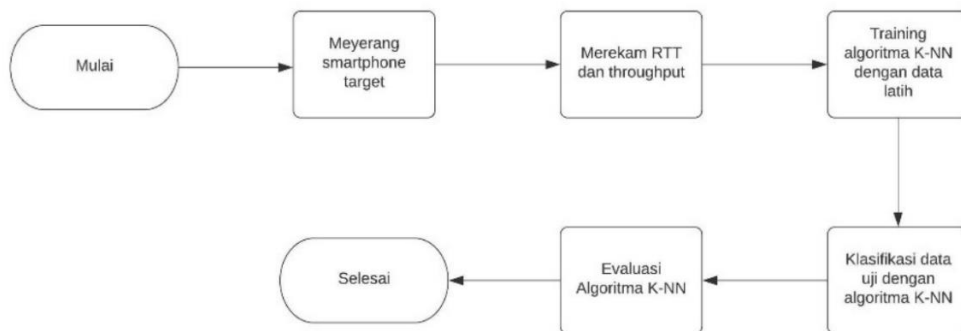 Mulai
Meyerang
smartphone
target
Merekam RTT
dan throughput
Training
algoritma K-NN
dengan data
latih
Klasifikasi data
uji dengan
algoritma K-NN
Evaluasi
Algoritma K-NN
Selesai